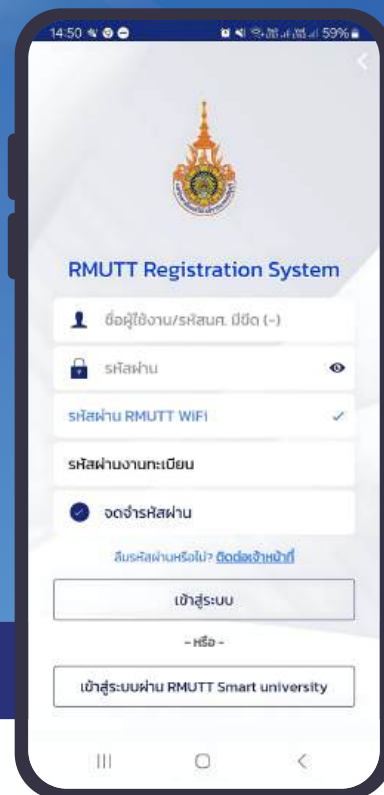 14:50 59%
RMUTT Registration System
ชื่อผู้ใช้งาน/รหัสนศ. มีขีด (-)
รหัสผ่าน
รหัสผ่าน RMUTT WiFi
รหัสผ่านงานทะเบียน
จดจำรหัสผ่าน
ลืมรหัสผ่านหรือไม่? ติดต่อเจ้าหน้าที่
เข้าสู่ระบบ
- หรือ -
เข้าสู่ระบบผ่าน RMUTT Smart university